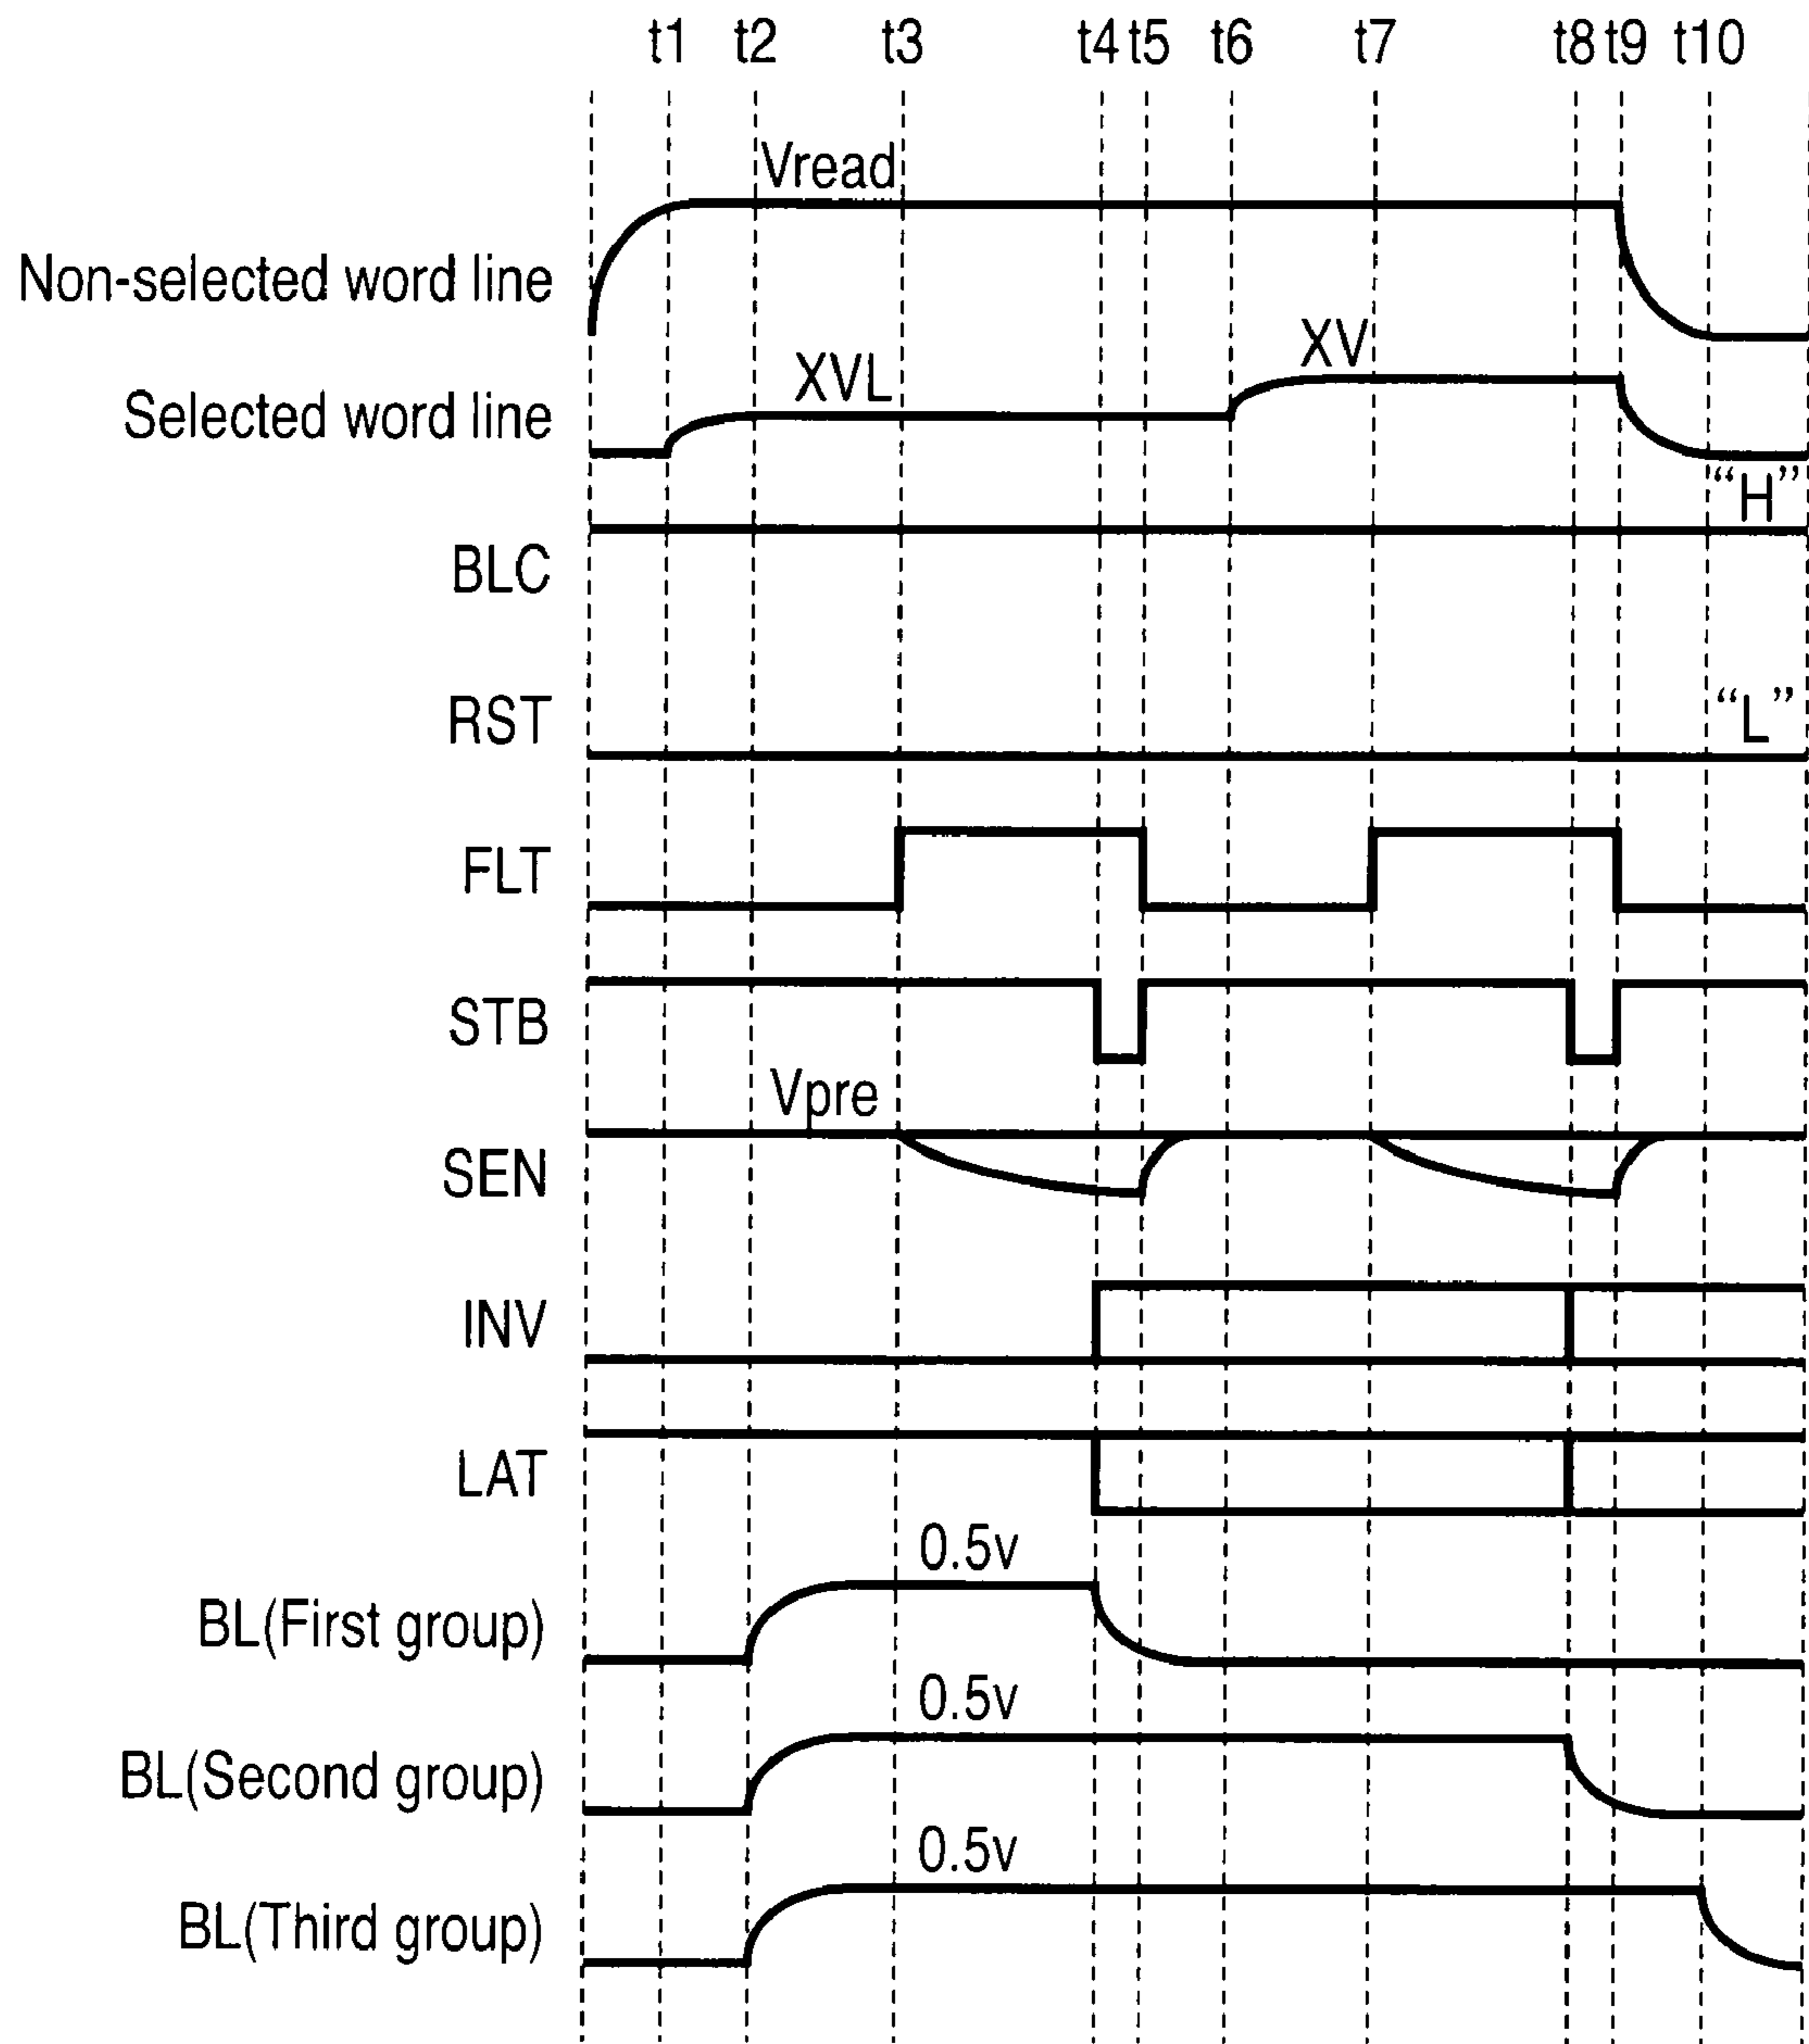 t1 t2 t3 t4 t5 t6 t7 t8 t9 t10
Vread
Non-selected word line
XV
XVL
Selected word line
“H”
BLC
RST
“L”
FLT
STB
Vpre
SEN
INV
LAT
0.5v
BL(First group)
0.5v
BL(Second group)
0.5v
BL(Third group)